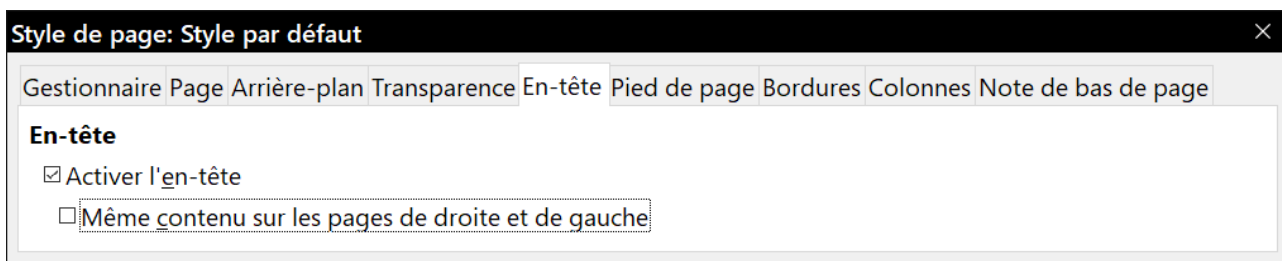 Style de page: Style par défaut
Gestionnaire Page Arrière-plan Transparence En-tête Pied de page Bordures Colonnes Note de bas de page
En-tête
Activer l'en-tête
Même contenu sur les pages de droite et de gauche